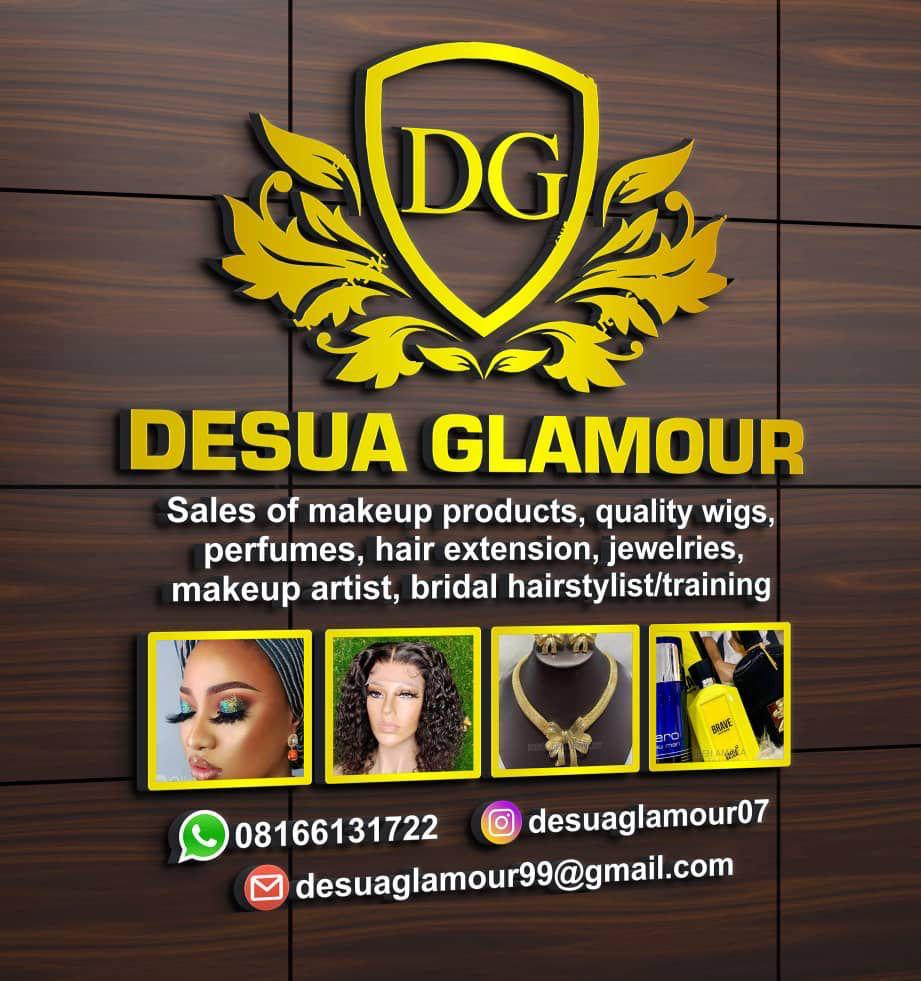 DG
DESUA GLAMOUR
Sales of makeup products, quality wigs,
perfumes, hair extension, jewelries,
makeup artist, bridal hairstylist/training
BRAVE
08166131722
desuaglamour07
desuaglamour99@gmail.com